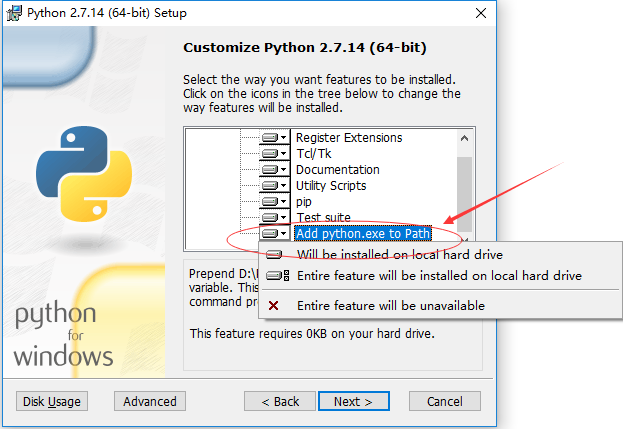 Python 2.7.14 (64-bit) Setup
Customize Python 2.7.14 (64-bit)
Select the way you want features to be installed.
Click on the icons in the tree below to change the
way features will be installed.
Register Extensions
Tcl/Tk
Documentation
Utility Scripts
pip
Test suite
Add python.exe to Path
Will be installed on local hard drive
Entire feature will be installed on local hard drive
Entire feature will be unavailable
Prepend D:\
variable. This
command pr
This feature requires 0KB on your hard drive.
python
for
windows
Disk Usage
Advanced
< Back
Next >
Cancel